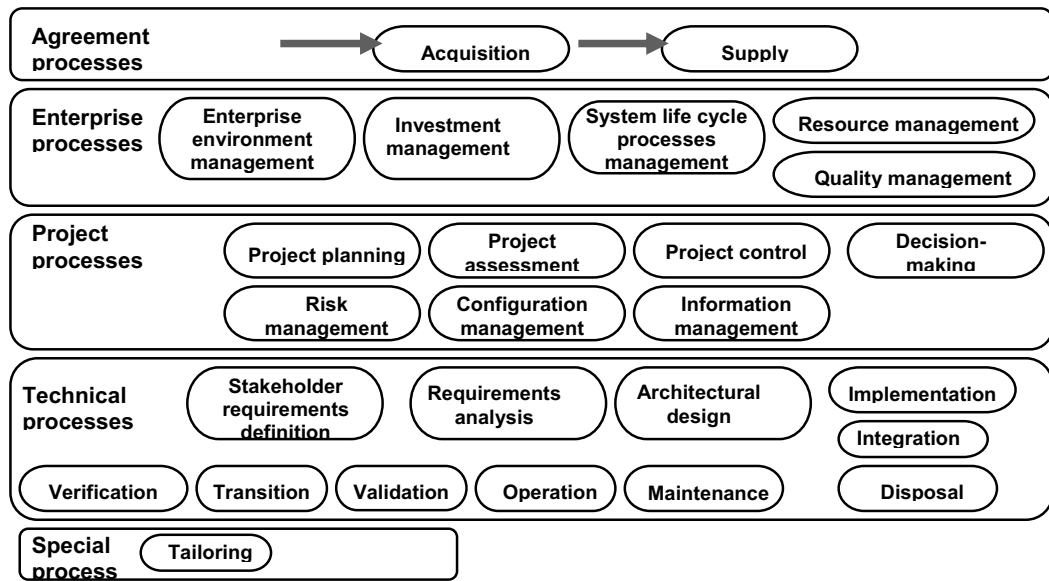 Agreement
processes
Acquisition
Supply
Enterprise
processes
Enterprise
environment
management
Investment
management
System life cycle
processes
management
Resource management
Quality management
Project
processes
Project planning
Project
assessment
Project control
Decision-
making
Risk
management
Configuration
management
Information
management
Technical
processes
Stakeholder
requirements
definition
Requirements
analysis
Architectural
design
Implementation
Integration
Verification
Transition
Validation
Operation
Maintenance
Disposal
Special
process
Tailoring